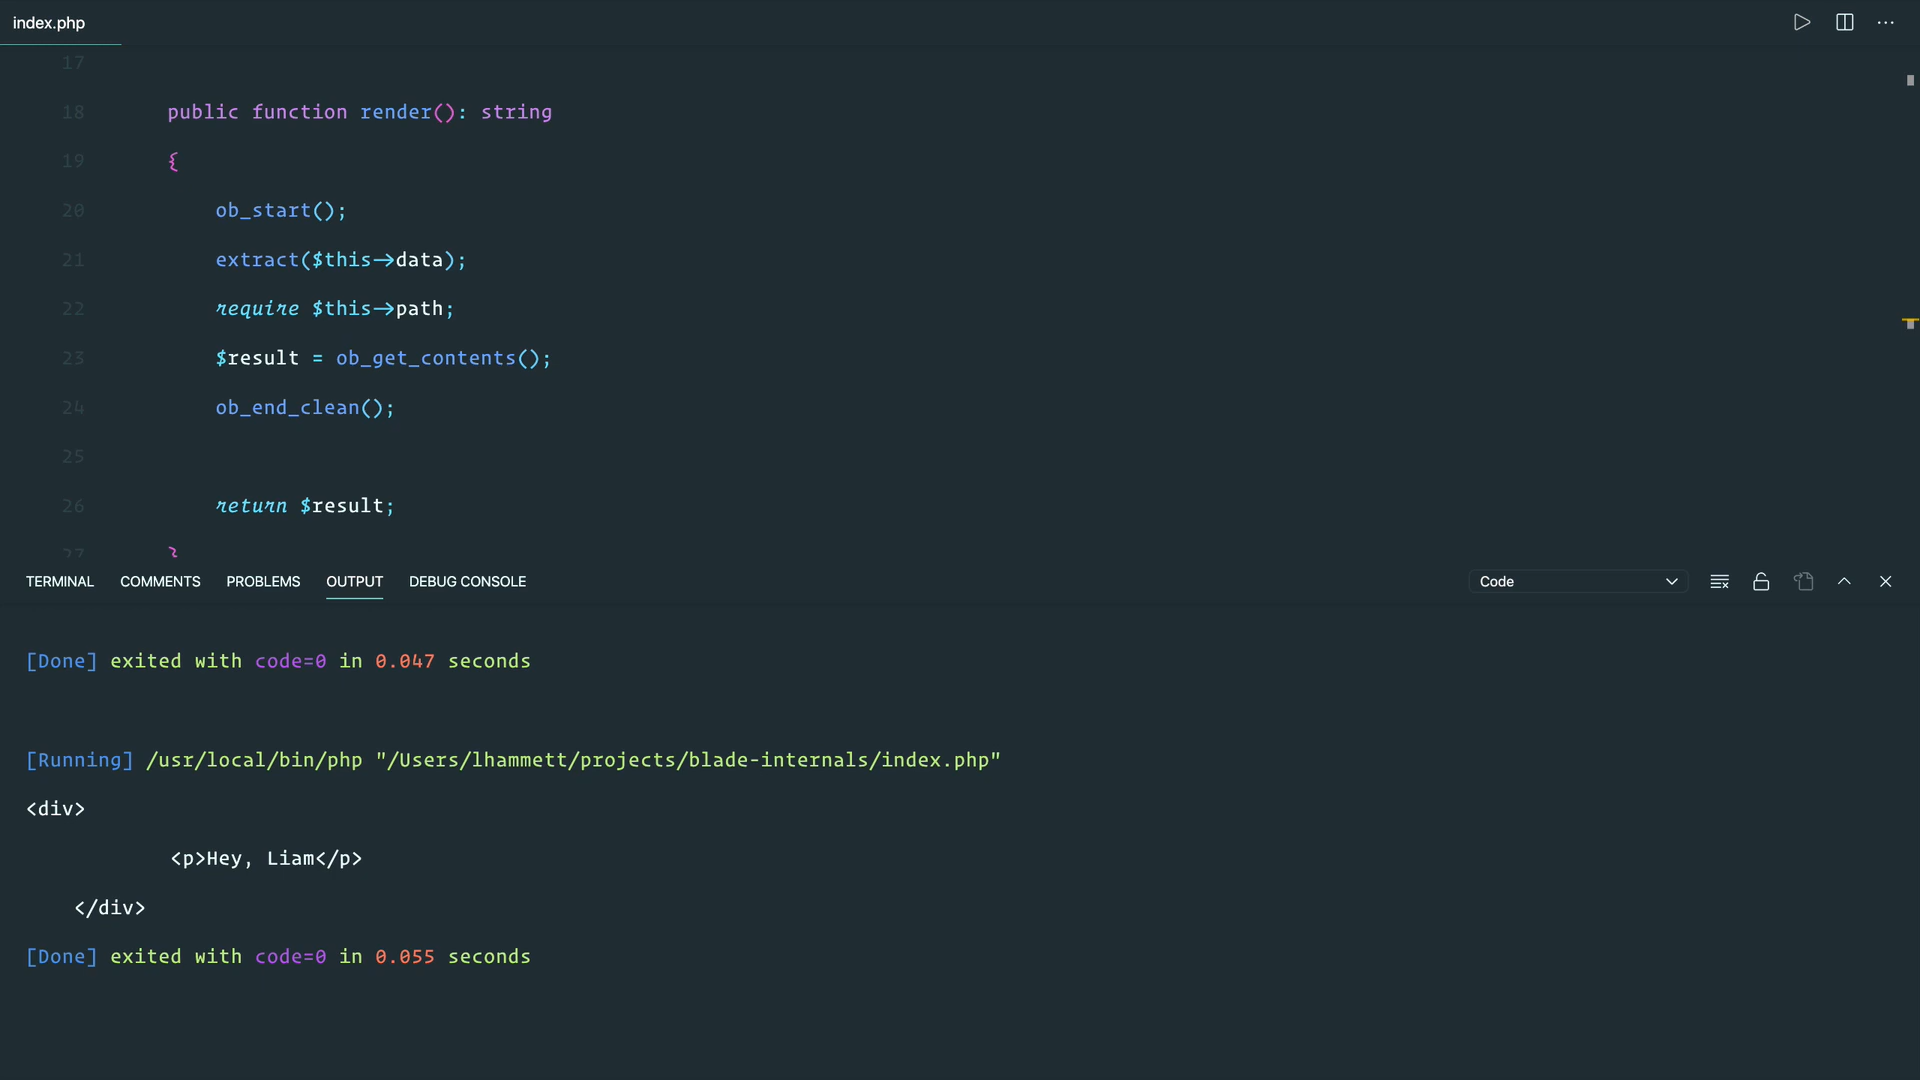 index.php
17
18 public function render(): string
19 {
20 ob_start();
21 extract($this->data);
22 require $this->path;
23 $result = ob_get_contents();
24 ob_end_clean();
25
26 return $result;
27 }
TERMINAL COMMENTS PROBLEMS OUTPUT DEBUG CONSOLE Code
[Done] exited with code=0 in 0.047 seconds
[Running] /usr/local/bin/php "/Users/lhammett/projects/blade-internals/index.php"
<div>
<p>Hey, Liam</p>
</div>
[Done] exited with code=0 in 0.055 seconds